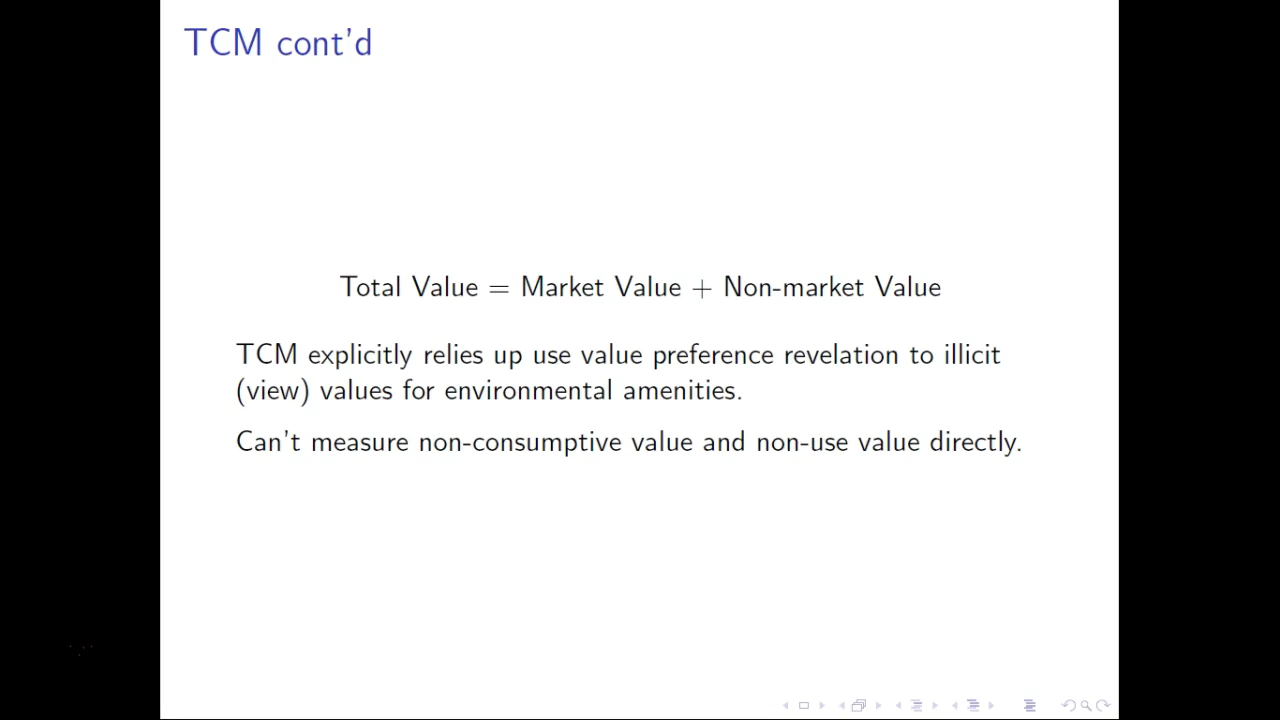 TCM cont'd
Total Value = Market Value + Non-market Value
TCM explicitly relies up use value preference revelation to illicit
(view) values for environmental amenities.
Can't measure non-consumptive value and non-use value directly.